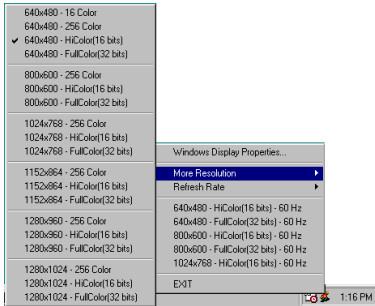 640x480 - 16 Color
640x480 - 256 Color
640x480 - HiColor(16 bits)
640x480 - FullColor(32 bits)
800x600 - 256 Color
800x600 - HiColor(16 bits)
800x600 - FullColor(32 bits)
1024x768 - 256 Color
1024x768 - HiColor(16 bits)
1024x768 - FullColor(32 bits)
1152x864 - 256 Color
1152x864 - HiColor(16 bits)
1152x864 - FullColor(32 bits)
1280x960 - 256 Color
1280x960 - HiColor(16 bits)
1280x960 - FullColor(32 bits)
1280x1024 - 256 Color
1280x1024 - HiColor(16 bits)
1280x1024 - FullColor(32 bits)
Windows Display Properties...
More Resolution
Refresh Rate
640x480 - HiColor(16 bits) - 60 Hz
640x480 - FullColor(32 bits) - 60 Hz
800x600 - HiColor(16 bits) - 60 Hz
800x600 - FullColor(32 bits) - 60 Hz
1024x768 - HiColor(16 bits) - 60 Hz
EXIT
1:16 PM